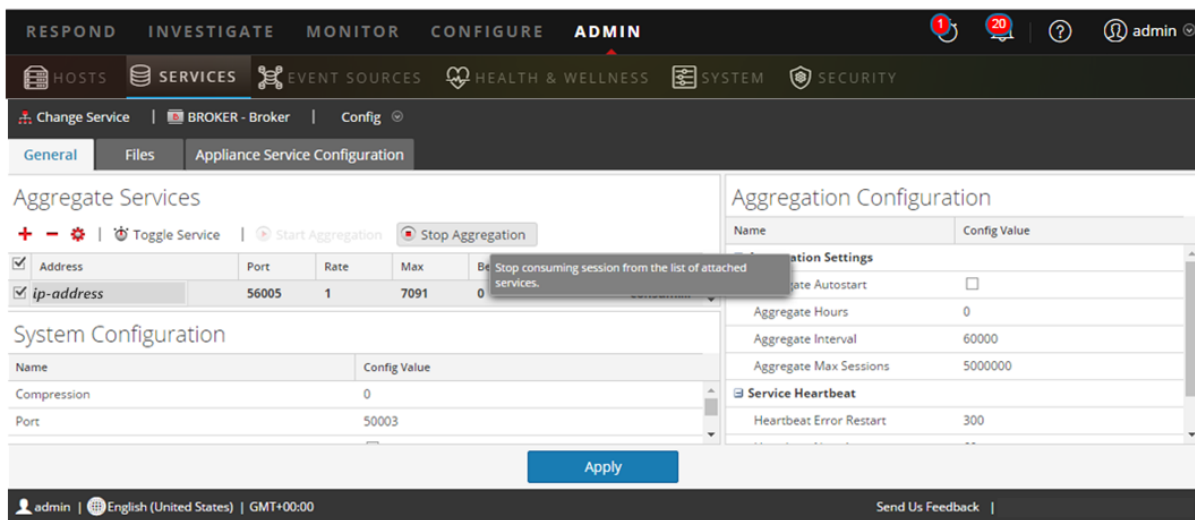 RESPOND INVESTIGATE MONITOR CONFIGURE ADMIN 1 20 ? admin
HOSTS SERVICES EVENT SOURCES HEALTH & WELLNESS SYSTEM SECURITY
Change Service | BROKER - Broker | Config
General Files Appliance Service Configuration
Aggregate Services
Toggle Service | Start Aggregation Stop Aggregation
Address Port Rate Max
ip-address 56005 1 7091 0
Stop consuming session from the list of attached
services.
System Configuration
Name Config Value
Compression 0
Port 50003
Aggregation Configuration
Name Config Value
Settings
Aggregate Hours 0
Aggregate Interval 60000
Aggregate Max Sessions 5000000
Service Heartbeat
Heartbeat Error Restart 300
Autostart
Apply
admin | English (United States) | GMT+00:00 Send Us Feedback |